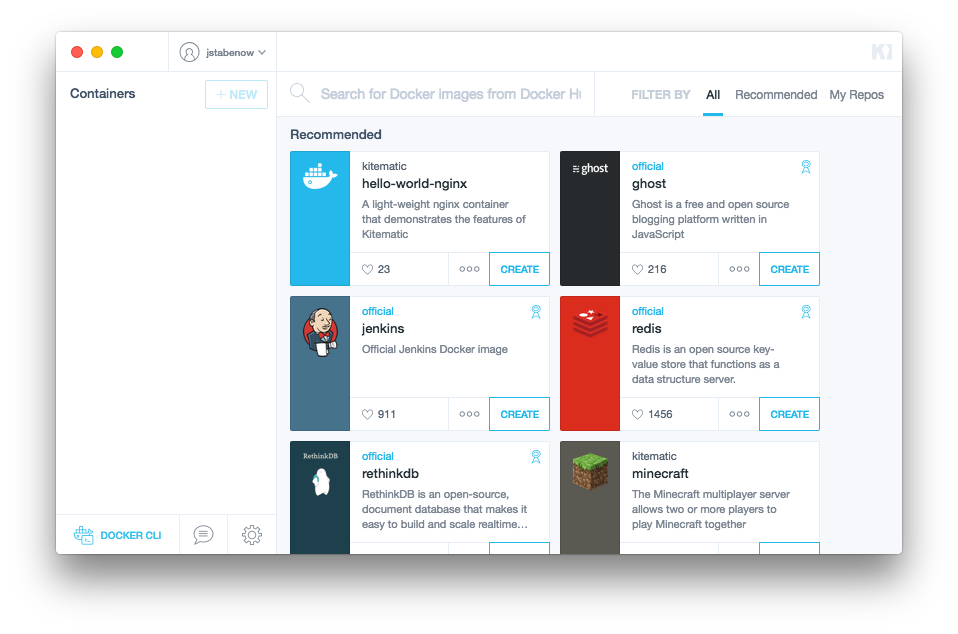 jstabenow
K!
Containers
+ NEW
Search for Docker images from Docker Hu
FILTER BY All Recommended My Repos
Recommended
kitematic
hello-world-nginx
A light-weight nginx container
that demonstrates the features of
Kitematic
23
CREATE
ghost
official
ghost
Ghost is a free and open source
blogging platform written in
JavaScript
216
CREATE
official
jenkins
Official Jenkins Docker image
911
CREATE
official
redis
Redis is an open source key-
value store that functions as a
data structure server.
1456
CREATE
RethinkDB
official
rethinkdb
RethinkDB is an open-source,
document database that makes it
easy to build and scale realtime…
kitematic
minecraft
The Minecraft multiplayer server
allows two or more players to
play Minecraft together
DOCKER CLI